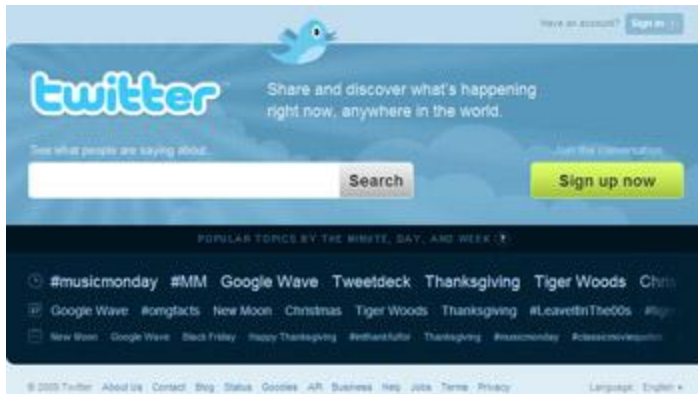 Have an account? Sign in
twitter
Share and discover what's happening
right now, anywhere in the world.
See what people are saying about...
Join the conversation
Search
Sign up now
POPULAR TOPICS BY THE MINUTE, DAY, AND WEEK ?
#musicmonday #MM Google Wave Tweetdeck Thanksgiving Tiger Woods Chris
Google Wave #omgfacts New Moon Christmas Tiger Woods Thanksgiving #LeaveItInThe00s
New Moon Google Wave Black Friday Happy Thanksgiving #imthankfulfor Thanksgiving #musicmonday #classicmoviequotes
© 2009 Twitter About Us Contact Blog Status Goodies API Business Help Jobs Terms Privacy Language: English